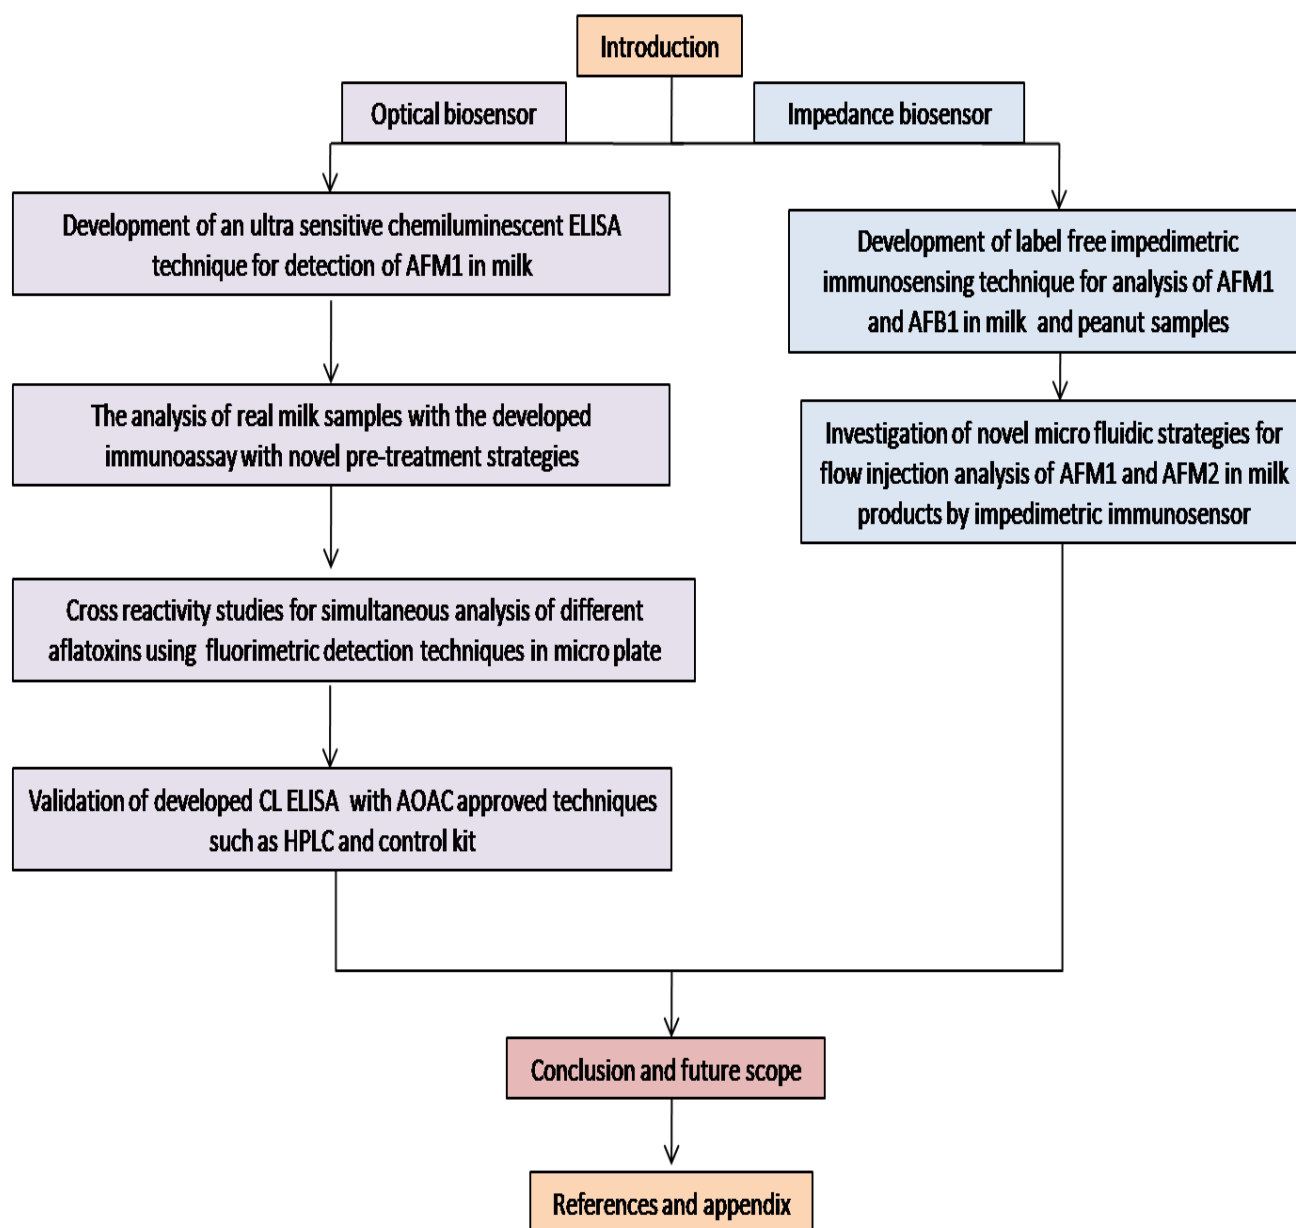 Introduction
Optical biosensor
Impedance biosensor
Development of an ultra sensitive chemiluminescent ELISA
technique for detection of AFM1 in milk
The analysis of real milk samples with the developed
immunoassay with novel pre-treatment strategies
Cross reactivity studies for simultaneous analysis of different
aflatoxins using fluorimetric detection techniques in micro plate
Validation of developed CL ELISA with AOAC approved techniques
such as HPLC and control kit
Development of label free impedimetric
immunosensing technique for analysis of AFM1
and AFB1 in milk and peanut samples
Investigation of novel micro fluidic strategies for
flow injection analysis of AFM1 and AFM2 in milk
products by impedimetric immunosensor
Conclusion and future scope
References and appendix